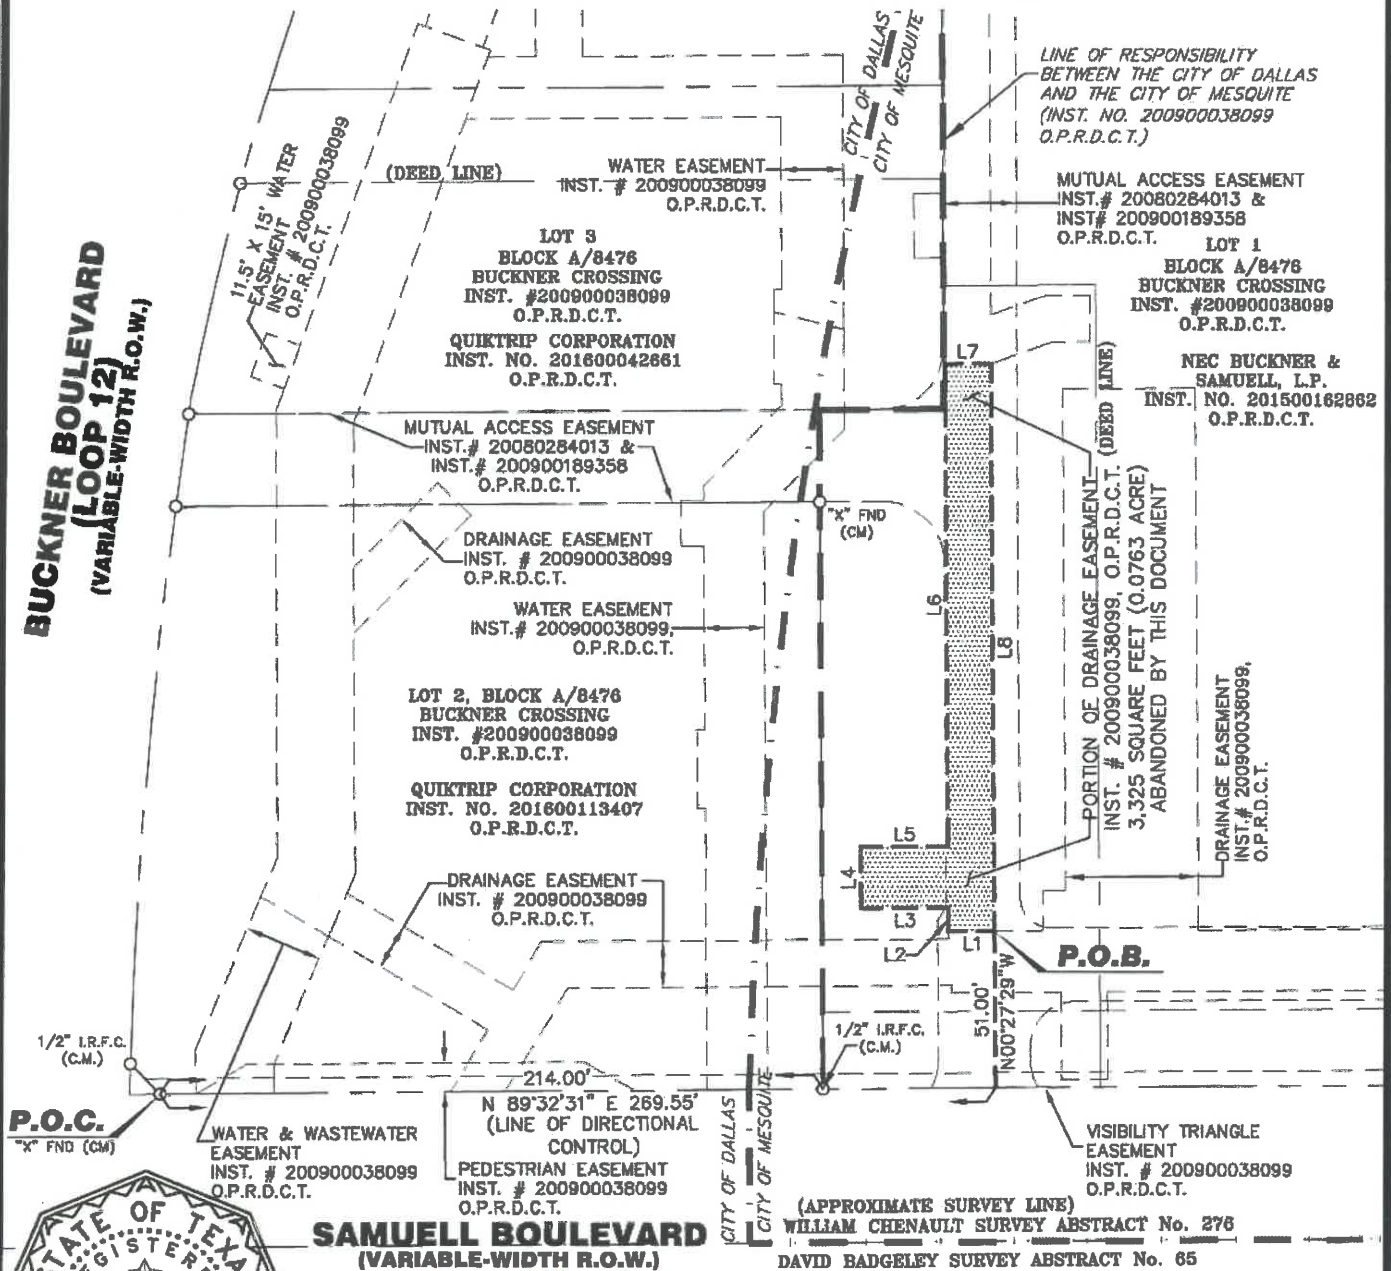 CITY OF DALLAS
CITY OF MESQUITE
LINE OF RESPONSIBILITY
BETWEEN THE CITY OF DALLAS
AND THE CITY OF MESQUITE
(INST. NO. 200900038099
O.P.R.D.C.T.)
11.5' X 15' WATER
EASEMENT
INST. # 200900038099
O.P.R.D.C.T.
(DEED LINE)
WATER EASEMENT
INST. # 200900038099
O.P.R.D.C.T.
MUTUAL ACCESS EASEMENT
INST.# 20080284013 &
INST# 200900189358
O.P.R.D.C.T.
LOT 3
BLOCK A/8476
BUCKNER CROSSING
INST. #200900038099
O.P.R.D.C.T.
QUIKTRIP CORPORATION
INST. NO. 201600042661
O.P.R.D.C.T.
LOT 1
BLOCK A/8476
BUCKNER CROSSING
INST. #200900038099
O.P.R.D.C.T.
NEC BUCKNER &
SAMUELL, L.P.
INST. NO. 201500162862
O.P.R.D.C.T.
BUCKNER BOULEVARD
(LOOP 12)
(VARIABLE-WIDTH R.O.W.)
L7
(DEED LINE)
MUTUAL ACCESS EASEMENT
INST.# 20080284013 &
INST.# 200900189358
O.P.R.D.C.T.
"X" FND
(CM)
DRAINAGE EASEMENT
INST. # 200900038099
O.P.R.D.C.T.
WATER EASEMENT
INST.# 200900038099,
O.P.R.D.C.T.
L6
L8
PORTION OF DRAINAGE EASEMENT
INST. # 200900038099, O.P.R.D.C.T.
3,325 SQUARE FEET (0.0763 ACRE)
ABANDONED BY THIS DOCUMENT
LOT 2, BLOCK A/8476
BUCKNER CROSSING
INST. #200900038099
O.P.R.D.C.T.
QUIKTRIP CORPORATION
INST. NO. 201600113407
O.P.R.D.C.T.
DRAINAGE EASEMENT
INST.# 200900038099,
O.P.R.D.C.T.
L5
L4
L3
L2
L1
DRAINAGE EASEMENT
INST. # 200900038099
O.P.R.D.C.T.
P.O.B.
51.00'
N00°27'29"W
1/2" I.R.F.C.
(C.M.)
1/2" I.R.F.C.
(C.M.)
214.00'
N 89°32'31" E 269.55'
(LINE OF DIRECTIONAL
CONTROL)
P.O.C.
"X" FND (CM)
WATER & WASTEWATER
EASEMENT
INST. # 200900038099
O.P.R.D.C.T.
PEDESTRIAN EASEMENT
INST. # 200900038099
O.P.R.D.C.T.
CITY OF DALLAS
CITY OF MESQUITE
VISIBILITY TRIANGLE
EASEMENT
INST. # 200900038099
O.P.R.D.C.T.
SAMUELL BOULEVARD
(VARIABLE-WIDTH R.O.W.)
(APPROXIMATE SURVEY LINE)
WILLIAM CHENAULT SURVEY ABSTRACT No. 276
DAVID BADGELEY SURVEY ABSTRACT No. 65
STATE OF TEXA
GISTER